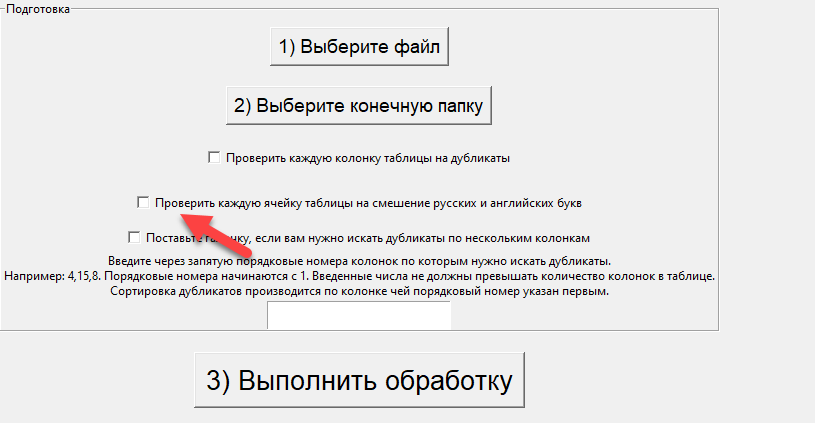 Подготовка
1) Выберите файл
2) Выберите конечную папку
Проверить каждую колонку таблицы на дубликаты
Проверить каждую ячейку таблицы на смешение русских и английских букв
Поставьте если вам нужно искать дубликаты по нескольким колонкам
Введите через запятую порядковые номера колонок по которым нужно искать дубликаты.
Например: 4,15,8. Порядковые номера начинаются с 1. Введенные числа не должны превышать количество колонок в таблице.
Сортировка дубликатов производится по колонке чей порядковый номер указан первым.
3) Выполнить обработку